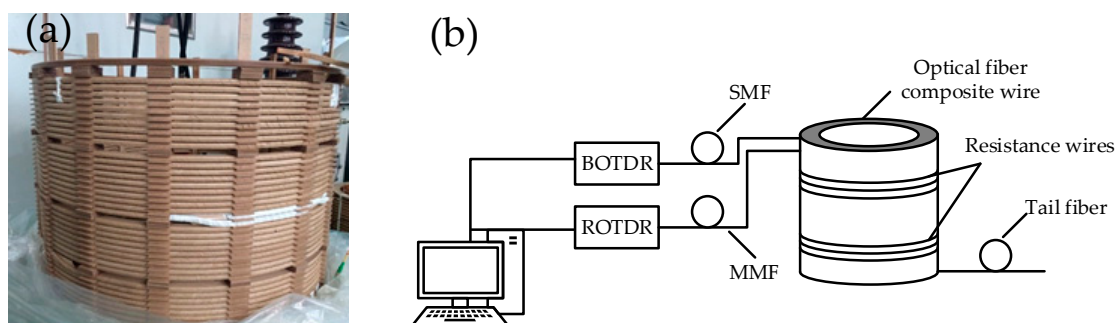 (a)
(b)
Optical fiber
composite wire
SMF
BOTDR
Resistance wires
ROTDR
Tail fiber
MMF